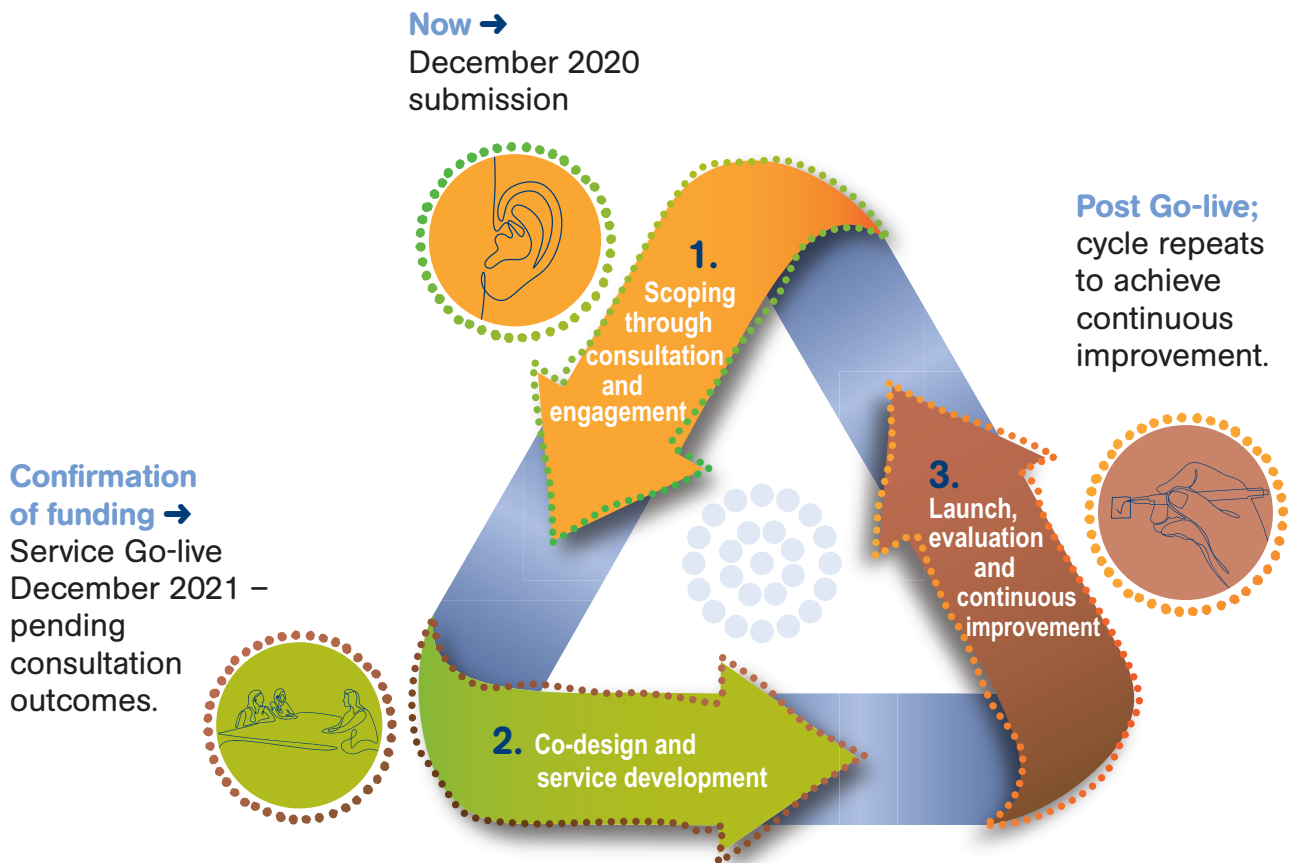 Now ➔
December 2020
submission
1.
Scoping
through
consultation
and
engagement
Confirmation
of funding ➔
Service Go-live
December 2021 –
pending
consultation
outcomes.
2. Co-design and
service development
Post Go-live;
cycle repeats
to achieve
continuous
improvement.
3.
Launch,
evaluation
and
continuous
improvement